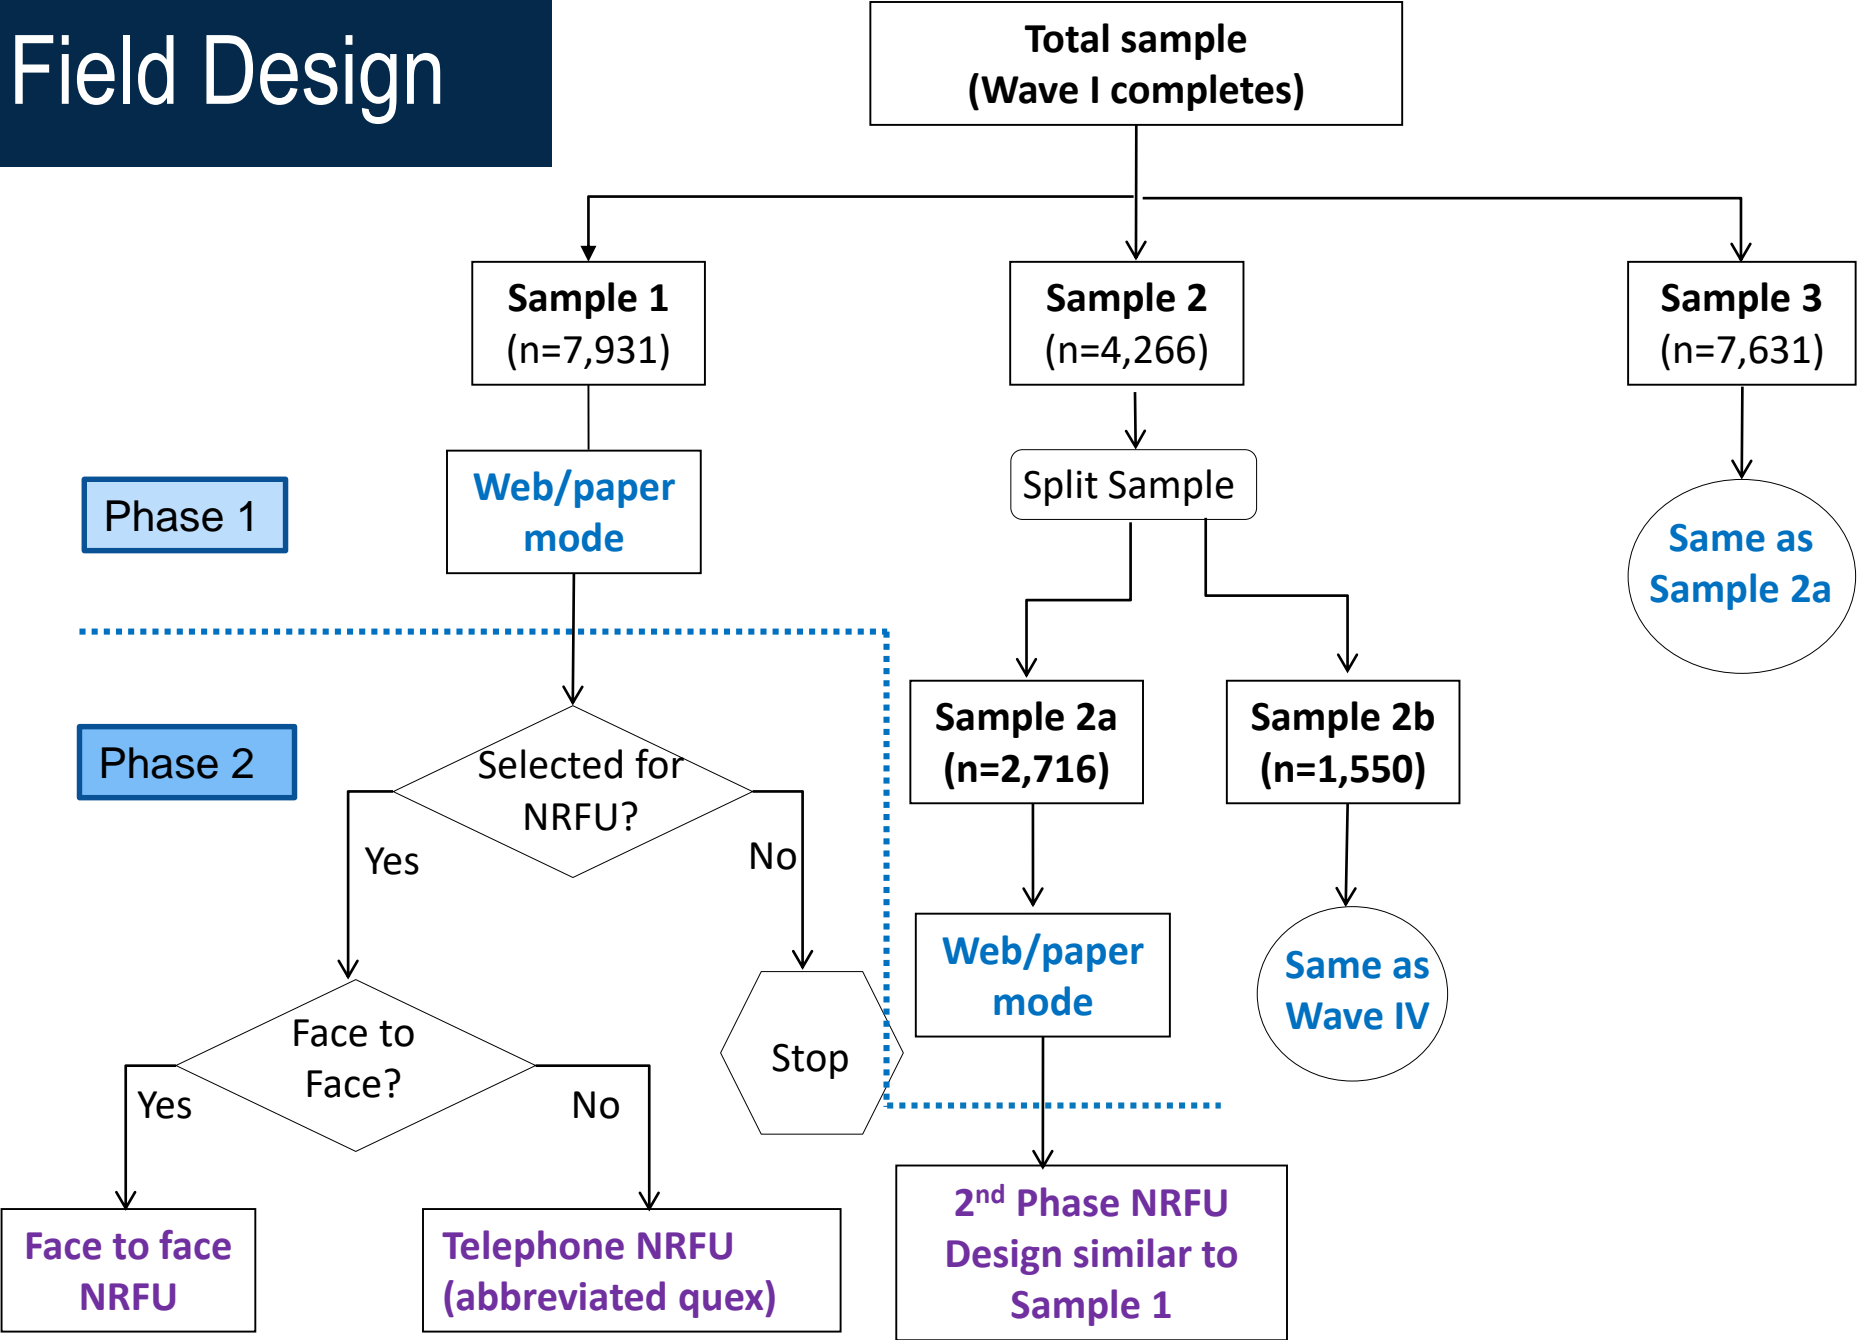 Field Design
Total sample
(Wave I completes)
Sample 1
(n=7,931)
Sample 2
(n=4,266)
Sample 3
(n=7,631)
Phase 1
Web/paper
mode
Split Sample
Same as
Sample 2a
Phase 2
Selected for
NRFU?
Yes
No
Sample 2a
(n=2,716)
Sample 2b
(n=1,550)
Face to
Face?
Yes
No
Stop
Web/paper
mode
Same as
Wave IV
Face to face
NRFU
Telephone NRFU
(abbreviated quex)
2nd Phase NRFU
Design similar to
Sample 1